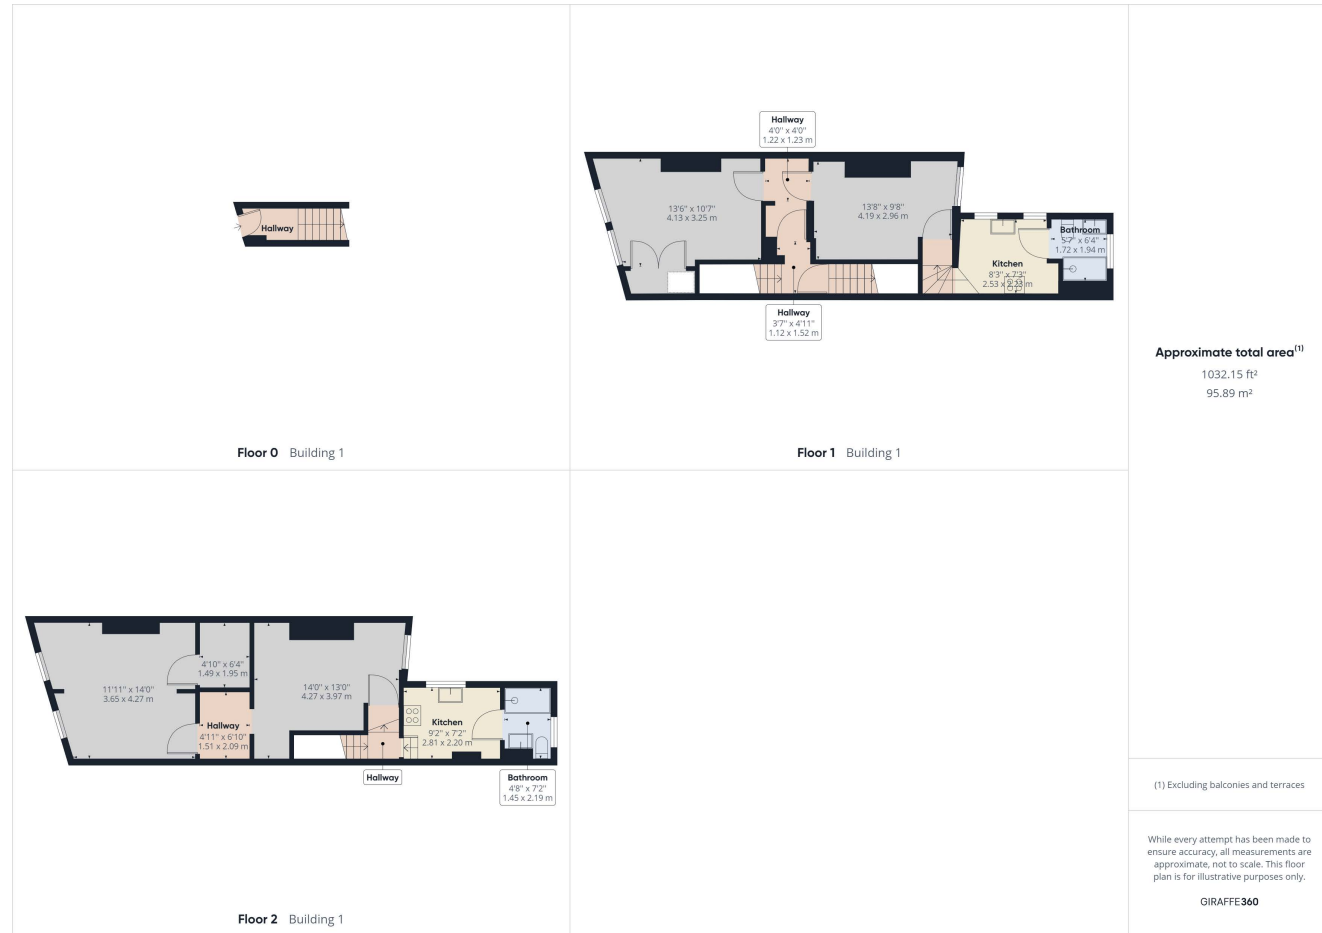 Hallway
Floor 0 Building 1
Hallway
4'0" x 4'0"
1.22 x 1.23 m
13'6" x 10'7"
4.13 x 3.25 m
13'8" x 9'8"
4.19 x 2.96 m
Bathroom
5'7" x 6'4"
1.72 x 1.94 m
Kitchen
8'3" x 7'3"
2.53 x 2.23 m
Hallway
3'7" x 4'11"
1.12 x 1.52 m
Floor 1 Building 1
Approximate total area(1)
1032.15 ft²
95.89 m²
4'10" x 6'4"
1.49 x 1.95 m
11'11" x 14'0"
3.65 x 4.27 m
14'0" x 13'0"
4.27 x 3.97 m
Hallway
4'11" x 6'10"
1.51 x 2.09 m
Kitchen
9'2" x 7'2"
2.81 x 2.20 m
Hallway
Bathroom
4'8" x 7'2"
1.45 x 2.19 m
Floor 2 Building 1
(1) Excluding balconies and terraces
While every attempt has been made to
ensure accuracy, all measurements are
approximate, not to scale. This floor
plan is for illustrative purposes only.
GIRAFFE360